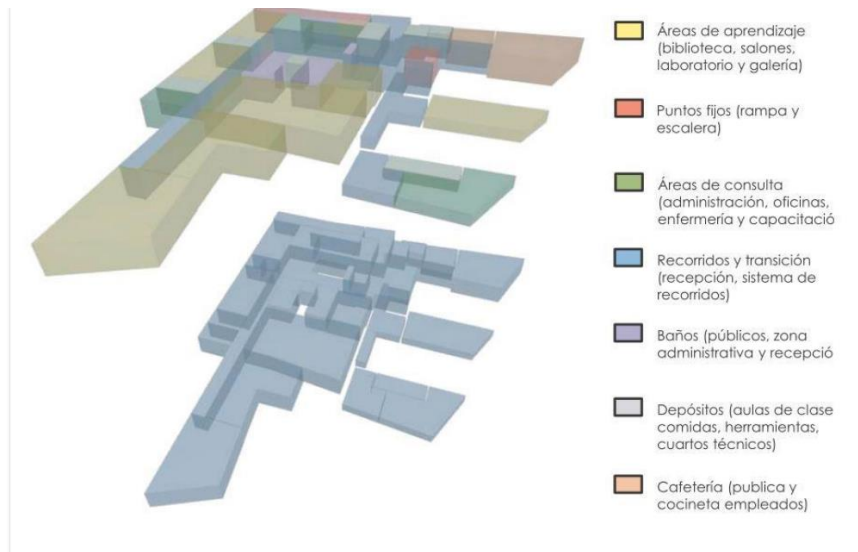 Áreas de aprendizaje
(biblioteca, salones,
laboratorio y galería)
Puntos fijos (rampa y
escalera)
Áreas de consulta
(administración, oficinas,
enfermería y capacitació
Recorridos y transición
(recepción, sistema de
recorridos)
Baños (públicos, zona
administrativa y recepció
Depósitos (aulas de clase
comidas, herramientas,
cuartos técnicos)
Cafetería (publica y
cocineta empleados)